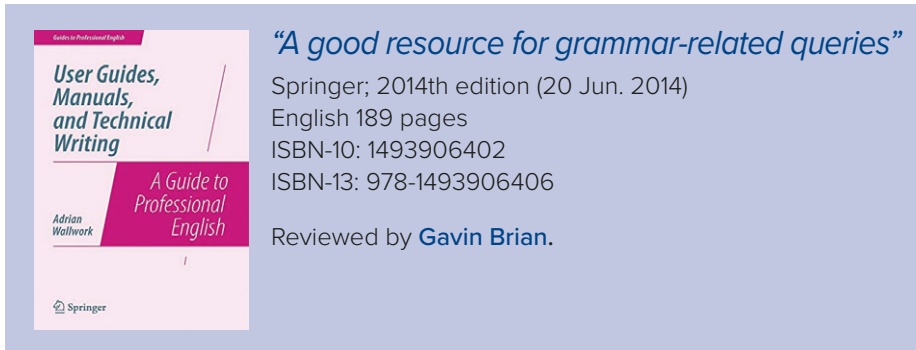 Guides to Professional English
User Guides,
Manuals,
and Technical
Writing
A Guide to
Professional
English
Adrian
Wallwork
Springer
“A good resource for grammar-related queries”
Springer; 2014th edition (20 Jun. 2014)
English 189 pages
ISBN-10: 1493906402
ISBN-13: 978-1493906406
Reviewed by Gavin Brian.